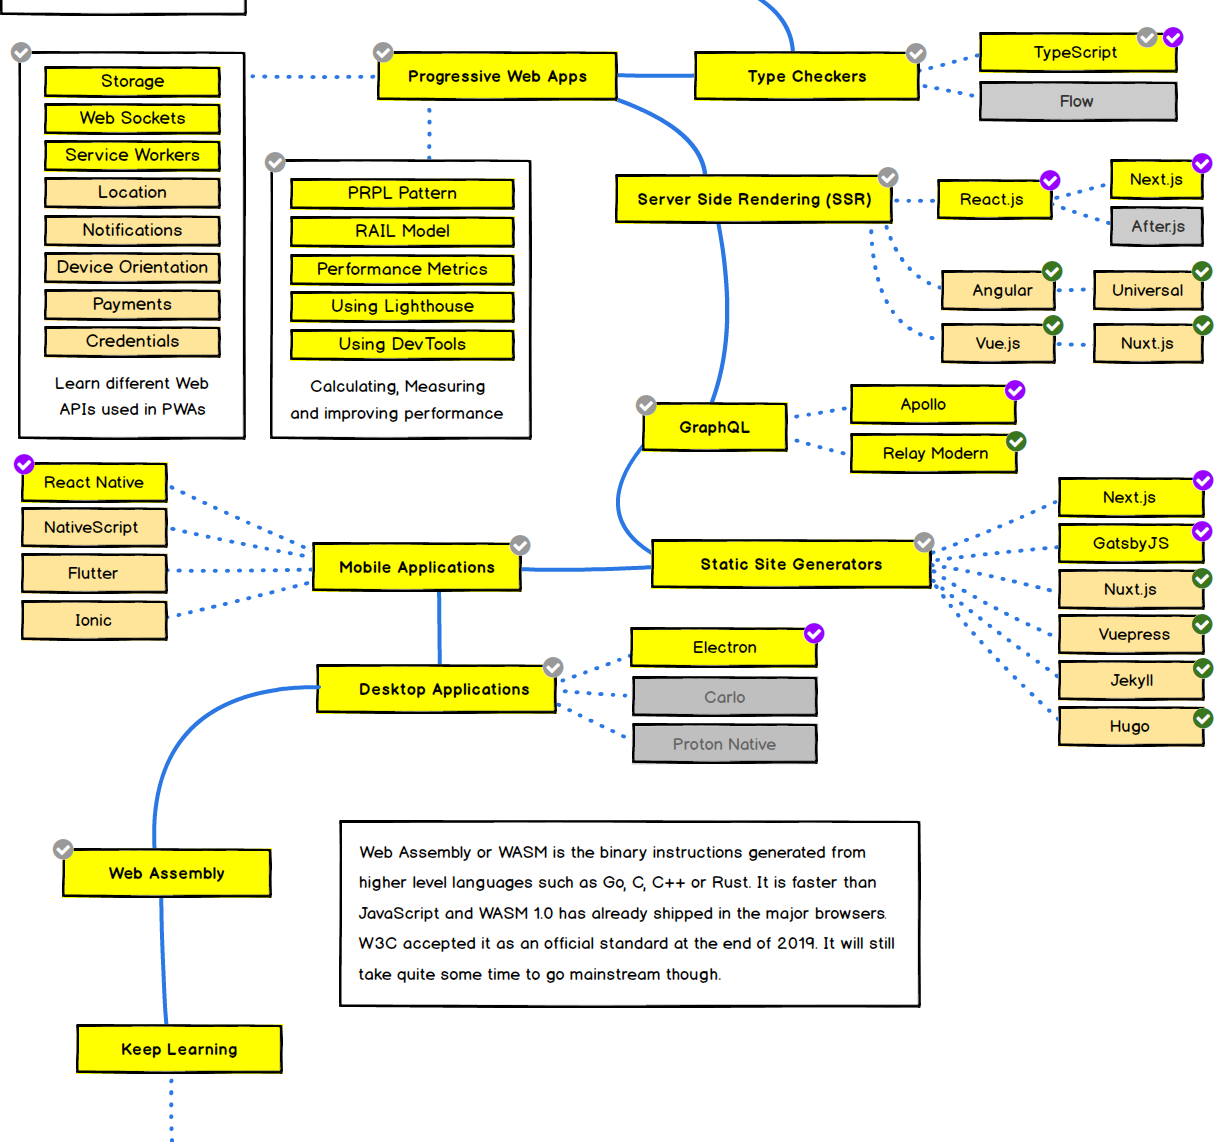 Progressive Web Apps
Type Checkers
TypeScript
Flow
Storage
Web Sockets
Service Workers
Location
Notifications
Device Orientation
Payments
Credentials
Learn different Web
APIs used in PWAs
PRPL Pattern
RAIL Model
Performance Metrics
Using Lighthouse
Using DevTools
Calculating, Measuring
and improving performance
Server Side Rendering (SSR)
React.js
Next.js
After.js
Angular
Universal
Vue.js
Nuxt.js
GraphQL
Apollo
Relay Modern
React Native
NativeScript
Flutter
Ionic
Mobile Applications
Static Site Generators
Next.js
GatsbyJS
Nuxt.js
Vuepress
Jekyll
Hugo
Desktop Applications
Electron
Carlo
Proton Native
Web Assembly
Web Assembly or WASM is the binary instructions generated from
higher level languages such as Go, C, C++ or Rust. It is faster than
JavaScript and WASM 1.0 has already shipped in the major browsers.
W3C accepted it as an official standard at the end of 2019. It will still
take quite some time to go mainstream though.
Keep Learning